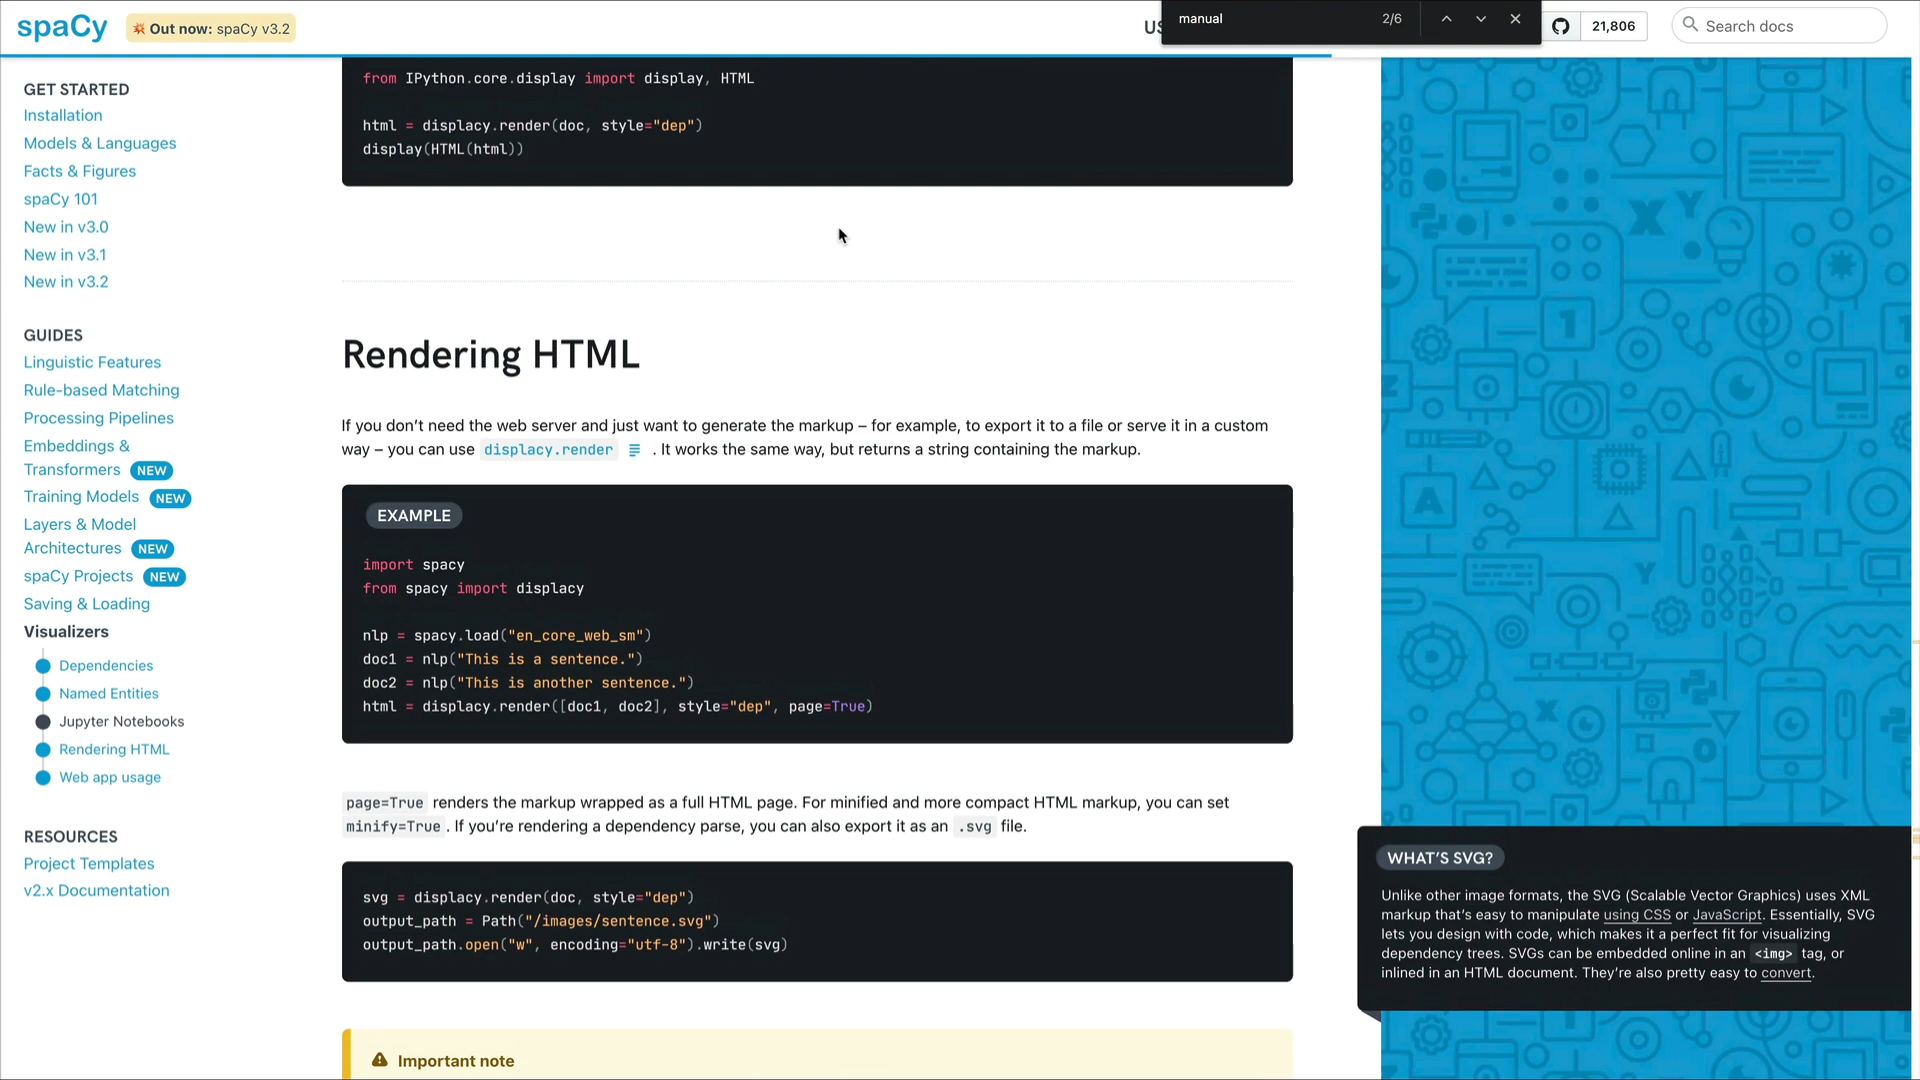 spaCy
💥 Out now: spaCy v3.2
US
manual
2/6
21,806
Search docs
GET STARTED
Installation
Models & Languages
Facts & Figures
spaCy 101
New in v3.0
New in v3.1
New in v3.2
GUIDES
Linguistic Features
Rule-based Matching
Processing Pipelines
Embeddings &
Transformers NEW
Training Models NEW
Layers & Model
Architectures NEW
spaCy Projects NEW
Saving & Loading
Visualizers
Dependencies
Named Entities
Jupyter Notebooks
Rendering HTML
Web app usage
RESOURCES
Project Templates
v2.x Documentation
from IPython.core.display import display, HTML
html = displacy.render(doc, style="dep")
display(HTML(html))
Rendering HTML
If you don’t need the web server and just want to generate the markup – for example, to export it to a file or serve it in a custom
way – you can use displacy.render . It works the same way, but returns a string containing the markup.
EXAMPLE
import spacy
from spacy import displacy
nlp = spacy.load("en_core_web_sm")
doc1 = nlp("This is a sentence.")
doc2 = nlp("This is another sentence.")
html = displacy.render([doc1, doc2], style="dep", page=True)
page=True renders the markup wrapped as a full HTML page. For minified and more compact HTML markup, you can set
minify=True . If you’re rendering a dependency parse, you can also export it as an .svg file.
svg = displacy.render(doc, style="dep")
output_path = Path("/images/sentence.svg")
output_path.open("w", encoding="utf-8").write(svg)
Important note
WHAT’S SVG?
Unlike other image formats, the SVG (Scalable Vector Graphics) uses XML
markup that’s easy to manipulate using CSS or JavaScript. Essentially, SVG
lets you design with code, which makes it a perfect fit for visualizing
dependency trees. SVGs can be embedded online in an <img> tag, or
inlined in an HTML document. They’re also pretty easy to convert.